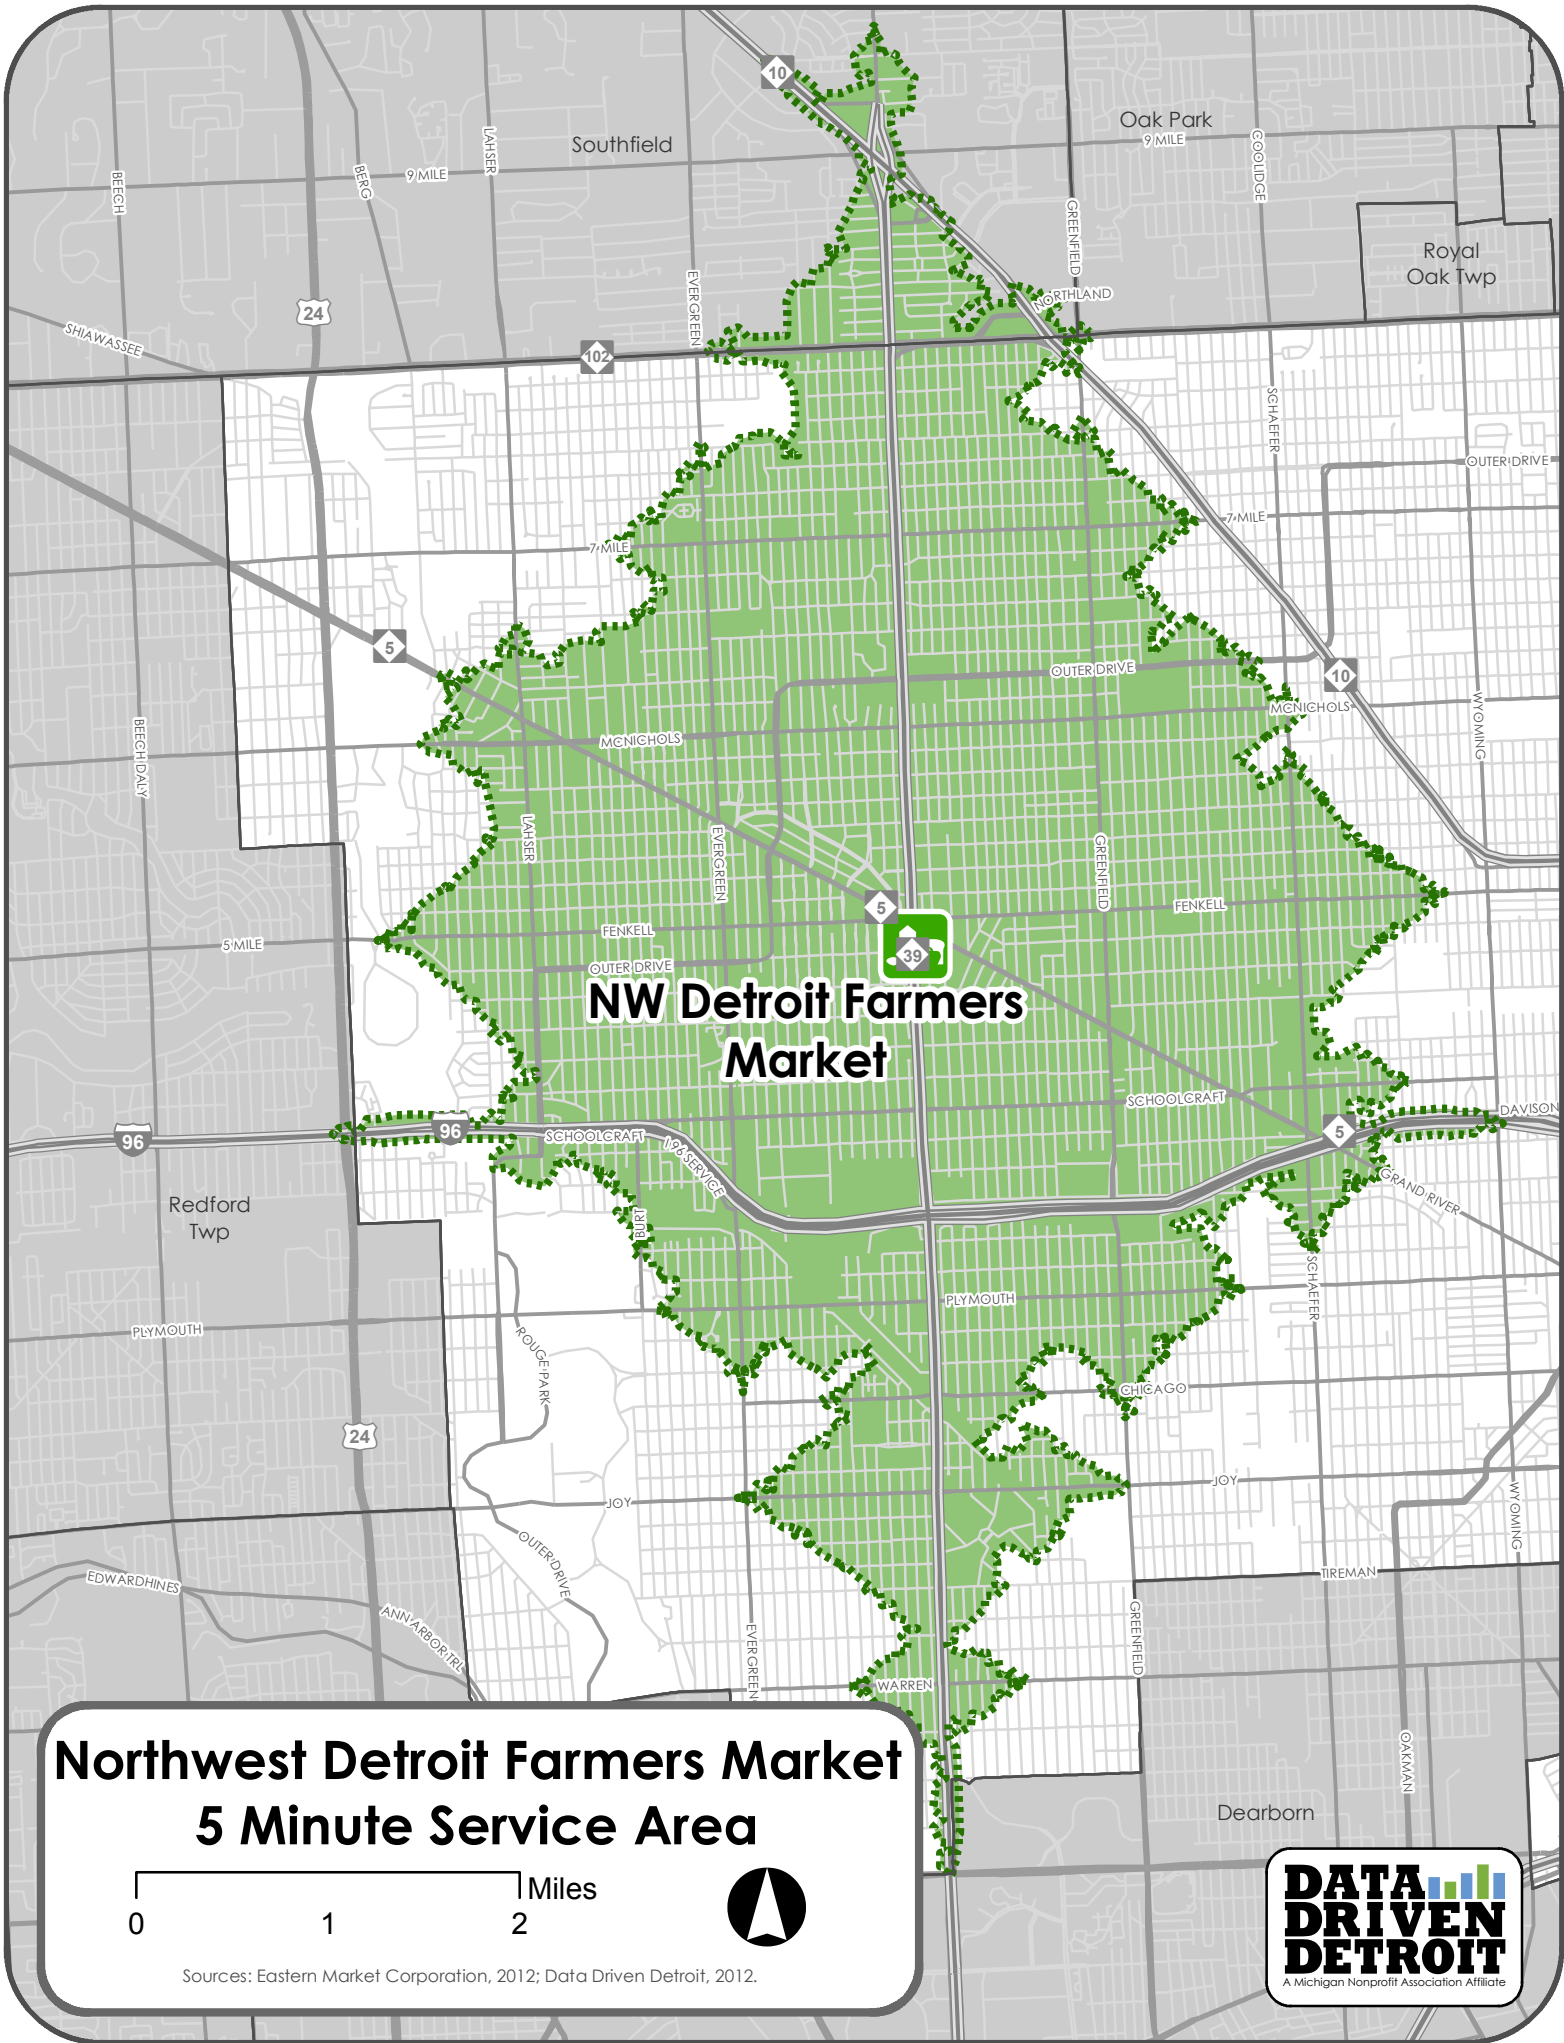 10
Oak Park
9 MILE
Southfield
LAHSER
COOLIDGE
BEECH
BERG
9 MILE
GREENFIELD
Royal
Oak Twp
EVERGREEN
NORTHLAND
24
SHIAWASSEE
102
SCHAEFER
OUTER DRIVE
7 MILE
7 MILE
5
OUTER DRIVE
10
MCNICHOLS
WYOMING
BEECH DALY
MCNICHOLS
LAHSER
EVERGREEN
GREENFIELD
5
FENKELL
FENKELL
5 MILE
39
OUTER DRIVE
NW Detroit Farmers
Market
SCHOOLCRAFT
DAVISON
96
96
5
SCHOOLCRAFT
I 96 SERVICE
GRAND RIVER
Redford
Twp
BURT
SCHAEFER
PLYMOUTH
PLYMOUTH
ROUGE PARK
CHICAGO
24
JOY
JOY
WYOMING
OUTER DRIVE
TIREMAN
EDWARD HINES
ANN ARBOR TRL
EVERGREEN
GREENFIELD
WARREN
OAKMAN
Dearborn
Northwest Detroit Farmers Market
5 Minute Service Area
Miles
0 1 2
Sources: Eastern Market Corporation, 2012; Data Driven Detroit, 2012.
DATA
DRIVEN
DETROIT
A Michigan Nonprofit Association Affiliate